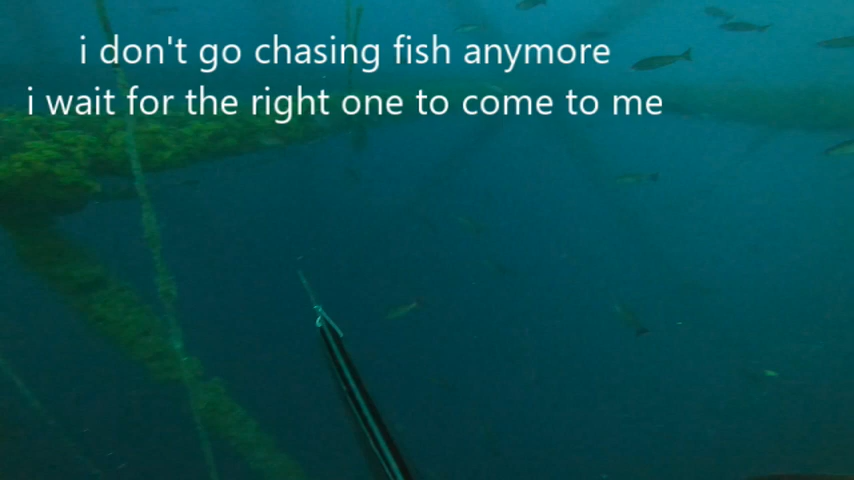 i don't go chasing fish anymore
i wait for the right one to come to me